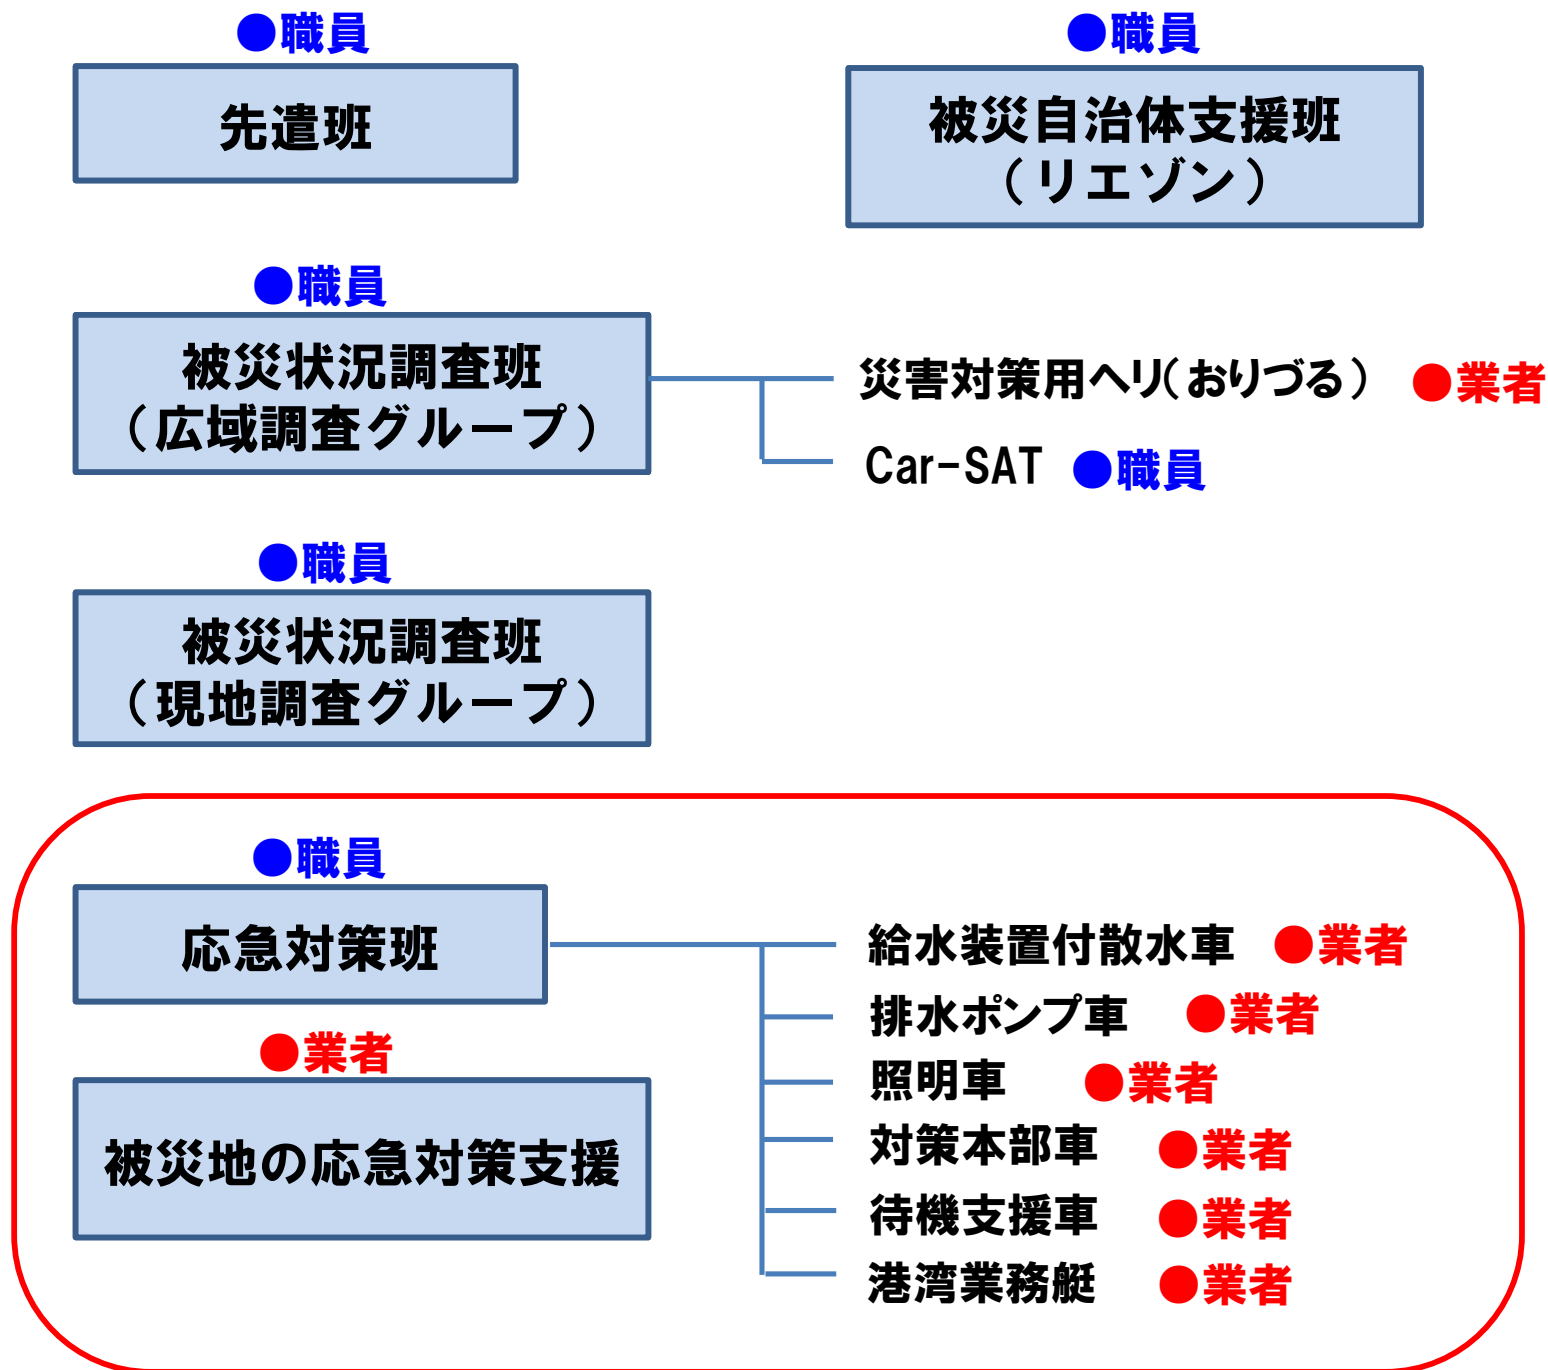 ●職員
先遣班
●職員
被災自治体支援班
（リエゾン）
●職員
被災状況調査班
（広域調査グループ）
災害対策用ヘリ（おりづる） ●業者
Car-SAT ●職員
●職員
被災状況調査班
（現地調査グループ）
●職員
応急対策班
●業者
被災地の応急対策支援
給水装置付散水車 ●業者
排水ポンプ車 ●業者
照明車 ●業者
対策本部車 ●業者
待機支援車 ●業者
港湾業務艇 ●業者